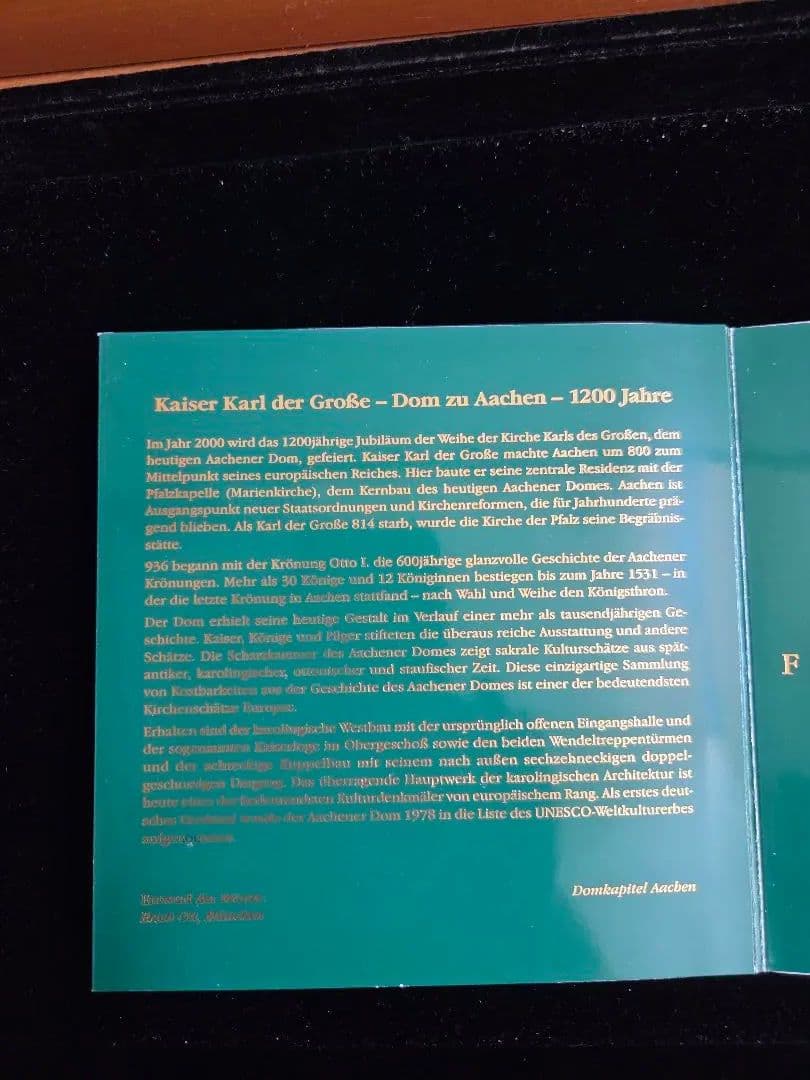 Kaiser Karl der Große – Dom zu Aachen – 1200 Jahre
Im Jahr 2000 wird das 1200jährige Jubiläum der Weihe der Kirche Karls des Großen, dem
heutigen Aachener Dom, gefeiert. Kaiser Karl der Große machte Aachen um 800 zum
Mittelpunkt seines europäischen Reiches. Hier baute er seine zentrale Residenz mit der
Pfalzkapelle (Marienkirche), dem Kernbau des heutigen Aachener Domes. Aachen ist
Ausgangspunkt neuer Staatsordnungen und Kirchenreformen, die für Jahrhunderte prä-
gend blieben. Als Karl der Große 814 starb, wurde die Kirche der Pfalz seine Begräbnis-
stätte.
936 begann mit der Krönung Otto I. die 600jährige glanzvolle Geschichte der Aachener
Krönungen. Mehr als 30 Könige und 12 Königinnen bestiegen bis zum Jahre 1531 – in
der die letzte Krönung in Aachen stattfand – nach Wahl und Weihe den Königsthron.
Der Dom erhielt seine heutige Gestalt im Verlauf einer mehr als tausendjährigen Ge-
schichte. Kaiser, Könige und Pilger stifteten die überaus reiche Ausstattung und andere
Schätze. Die Schatzkammer des Aachener Domes zeigt sakrale Kulturschätze aus spät-
antiker, karolingischer, ottonischer und staufischer Zeit. Diese einzigartige Sammlung
von Kostbarkeiten aus der Geschichte des Aachener Domes ist einer der bedeutendsten
Kirchenschätze Europas.
Erhalten sind der karolingische Westbau mit der ursprünglich offenen Eingangshalle und
der sogenannten Kaiserloge im Obergeschoß sowie den beiden Wendeltreppentürmen
und der achteckige Kuppelbau mit seinem nach außen sechzehneckigen doppel-
geschossigen Umgang. Das überragende Hauptwerk der karolingischen Architektur ist
heute eines der bedeutendsten Kulturdenkmäler von europäischem Rang. Als erstes deut-
sches Denkmal wurde der Aachener Dom 1978 in die Liste des UNESCO-Weltkulturerbes
aufgenommen.
Domkapitel Aachen
F